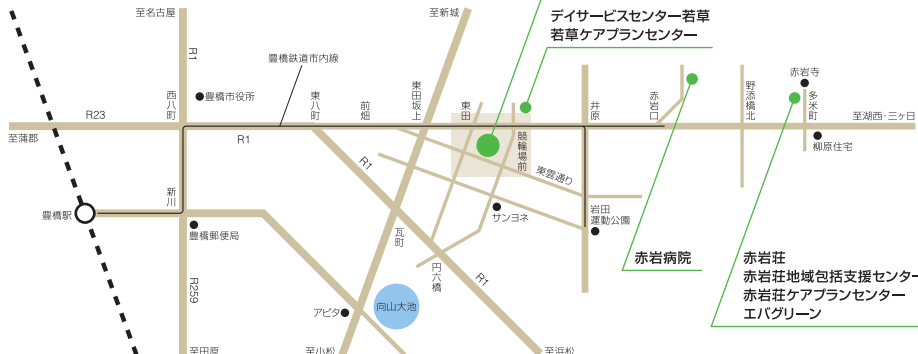 至名古屋
至新城
デイサービスセンター若草
若草ケアプランセンター
R1
豊橋鉄道市内線
赤岩寺
豊橋市役所
西八町
東八町
前畑
東田坂上
東田
競輪場前
井原
赤岩口
野添橋北
多米町
R23
R1
至蒲郡
至湖西・三ヶ日
柳原住宅
R1
東雲通り
新川
豊橋駅
豊橋郵便局
サンヨネ
岩田
運動公園
瓦町
円六橋
赤岩病院
赤岩荘
赤岩荘地域包括支援センター
赤岩荘ケアプランセンター
エバグリーン
R259
R1
向山大池
アピタ
至田原
至小松
至浜松